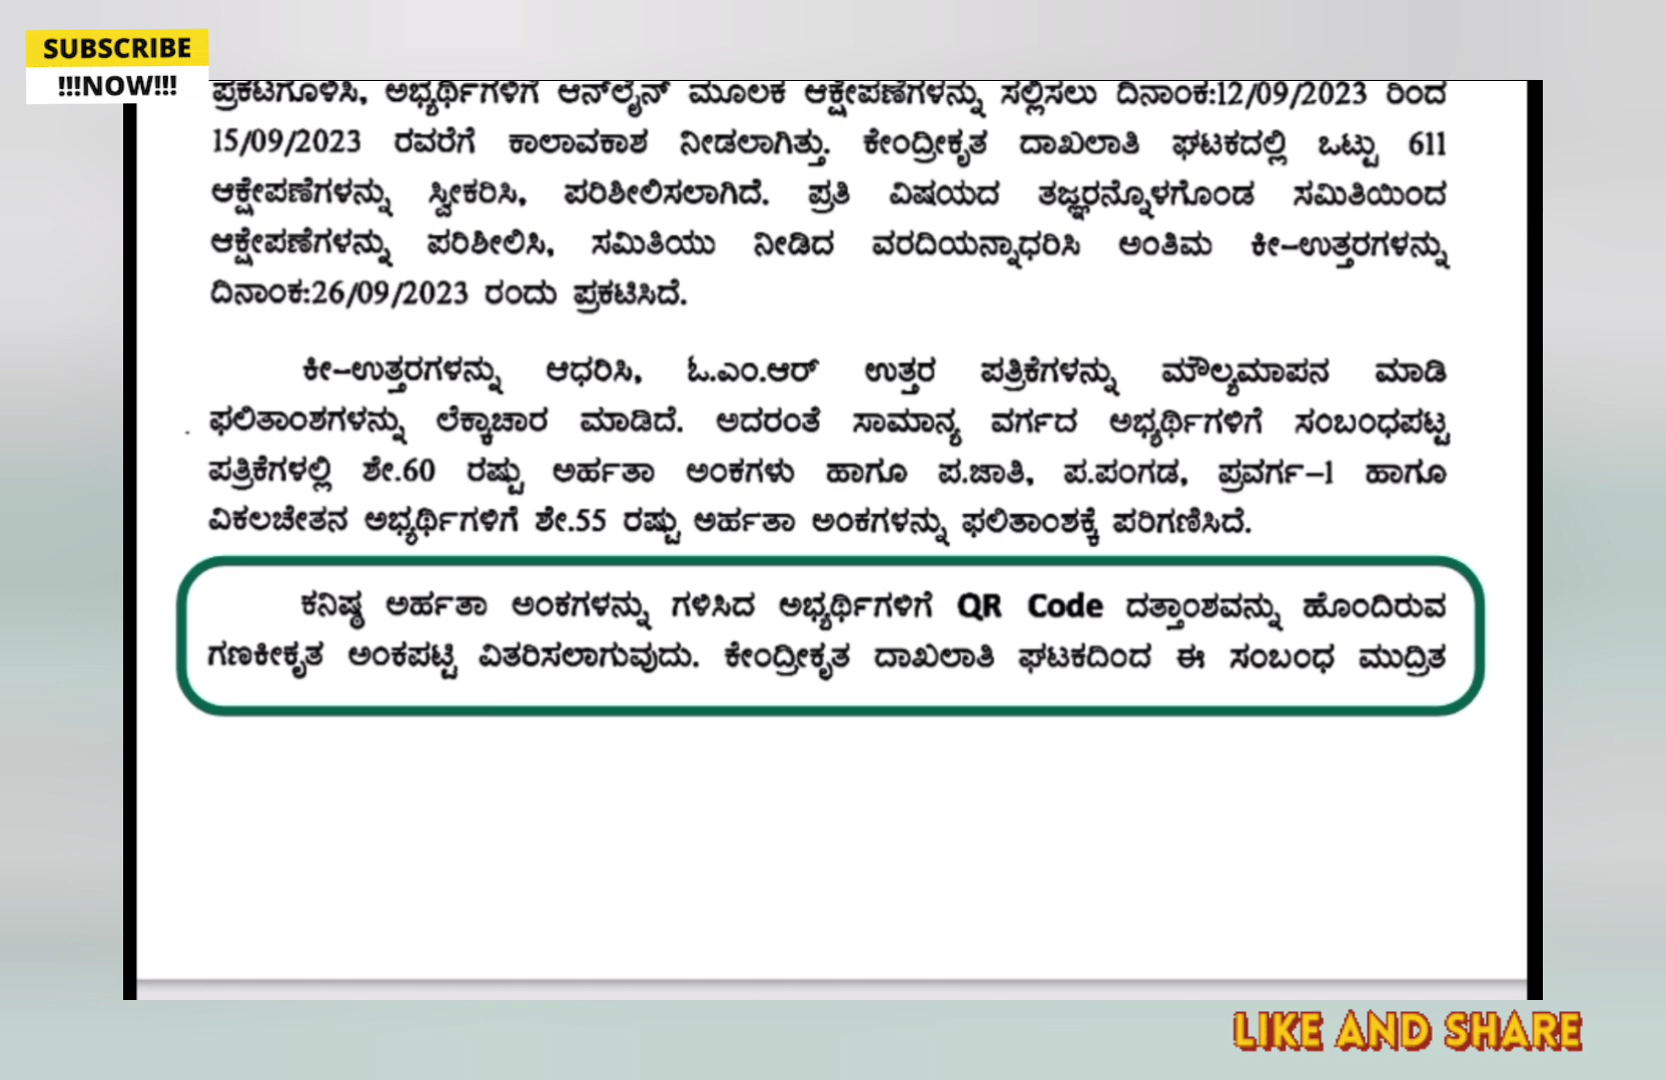 SUBSCRIBE
!!!NOW!!!
ಪ್ರಕಟಗೊಳಿಸಿ, ಅಭ್ಯರ್ಥಿಗಳಿಗೆ ಆನ್‌ಲೈನ್ ಮೂಲಕ ಆಕ್ಷೇಪಣೆಗಳನ್ನು ಸಲ್ಲಿಸಲು ದಿನಾಂಕ:12/09/2023 ರಿಂದ
15/09/2023 ರವರೆಗೆ ಕಾಲಾವಕಾಶ ನೀಡಲಾಗಿತ್ತು. ಕೇಂದ್ರೀಕೃತ ದಾಖಲಾತಿ ಘಟಕದಲ್ಲಿ ಒಟ್ಟು 611
ಆಕ್ಷೇಪಣೆಗಳನ್ನು ಸ್ವೀಕರಿಸಿ, ಪರಿಶೀಲಿಸಲಾಗಿದೆ. ಪ್ರತಿ ವಿಷಯದ ತಜ್ಞರನ್ನೊಳಗೊಂಡ ಸಮಿತಿಯಿಂದ
ಆಕ್ಷೇಪಣೆಗಳನ್ನು ಪರಿಶೀಲಿಸಿ, ಸಮಿತಿಯು ನೀಡಿದ ವರದಿಯನ್ನಾಧರಿಸಿ ಅಂತಿಮ ಕೀ-ಉತ್ತರಗಳನ್ನು
ದಿನಾಂಕ:26/09/2023 ರಂದು ಪ್ರಕಟಿಸಿದೆ.
ಕೀ-ಉತ್ತರಗಳನ್ನು ಆಧರಿಸಿ, ಓ.ಎಂ.ಆರ್ ಉತ್ತರ ಪತ್ರಿಕೆಗಳನ್ನು ಮೌಲ್ಯಮಾಪನ ಮಾಡಿ
ಫಲಿತಾಂಶಗಳನ್ನು ಲೆಕ್ಕಾಚಾರ ಮಾಡಿದೆ. ಅದರಂತೆ ಸಾಮಾನ್ಯ ವರ್ಗದ ಅಭ್ಯರ್ಥಿಗಳಿಗೆ ಸಂಬಂಧಪಟ್ಟ
ಪತ್ರಿಕೆಗಳಲ್ಲಿ ಶೇ.60 ರಷ್ಟು ಅರ್ಹತಾ ಅಂಕಗಳು ಹಾಗೂ ಪ.ಜಾತಿ, ಪ.ಪಂಗಡ, ಪ್ರವರ್ಗ-1 ಹಾಗೂ
ವಿಕಲಚೇತನ ಅಭ್ಯರ್ಥಿಗಳಿಗೆ ಶೇ.55 ರಷ್ಟು ಅರ್ಹತಾ ಅಂಕಗಳನ್ನು ಫಲಿತಾಂಶಕ್ಕೆ ಪರಿಗಣಿಸಿದೆ.
ಕನಿಷ್ಠ ಅರ್ಹತಾ ಅಂಕಗಳನ್ನು ಗಳಿಸಿದ ಅಭ್ಯರ್ಥಿಗಳಿಗೆ QR Code ದತ್ತಾಂಶವನ್ನು ಹೊಂದಿರುವ
ಗಣಕೀಕೃತ ಅಂಕಪಟ್ಟಿ ವಿತರಿಸಲಾಗುವುದು. ಕೇಂದ್ರೀಕೃತ ದಾಖಲಾತಿ ಘಟಕದಿಂದ ಈ ಸಂಬಂಧ ಮುದ್ರಿತ
LIKE AND SHARE